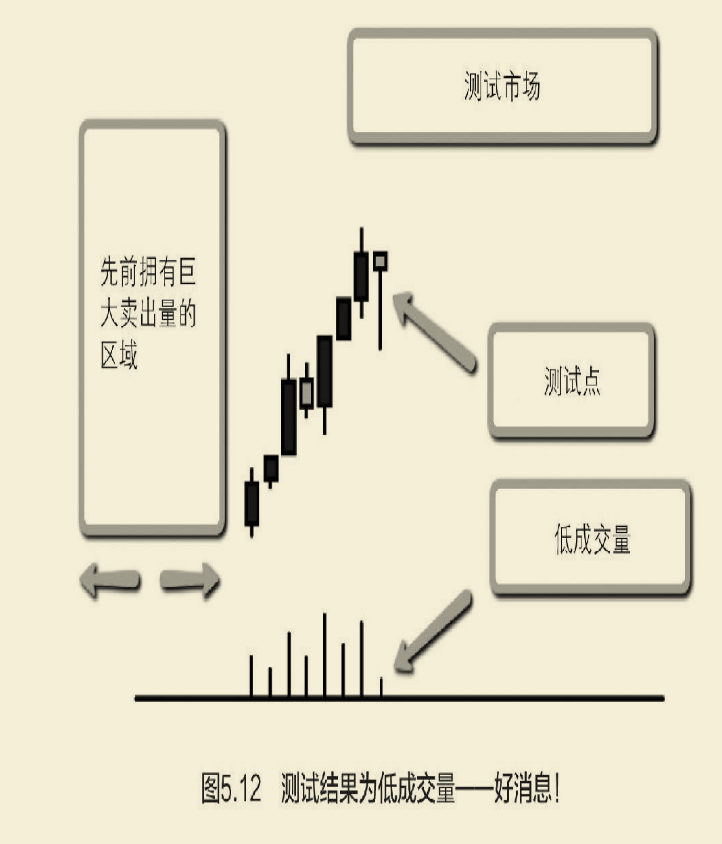 测试市场
先前拥有巨
大卖出量的
区域
测试点
低成交量
图5.12 测试结果为低成交量——好消息!